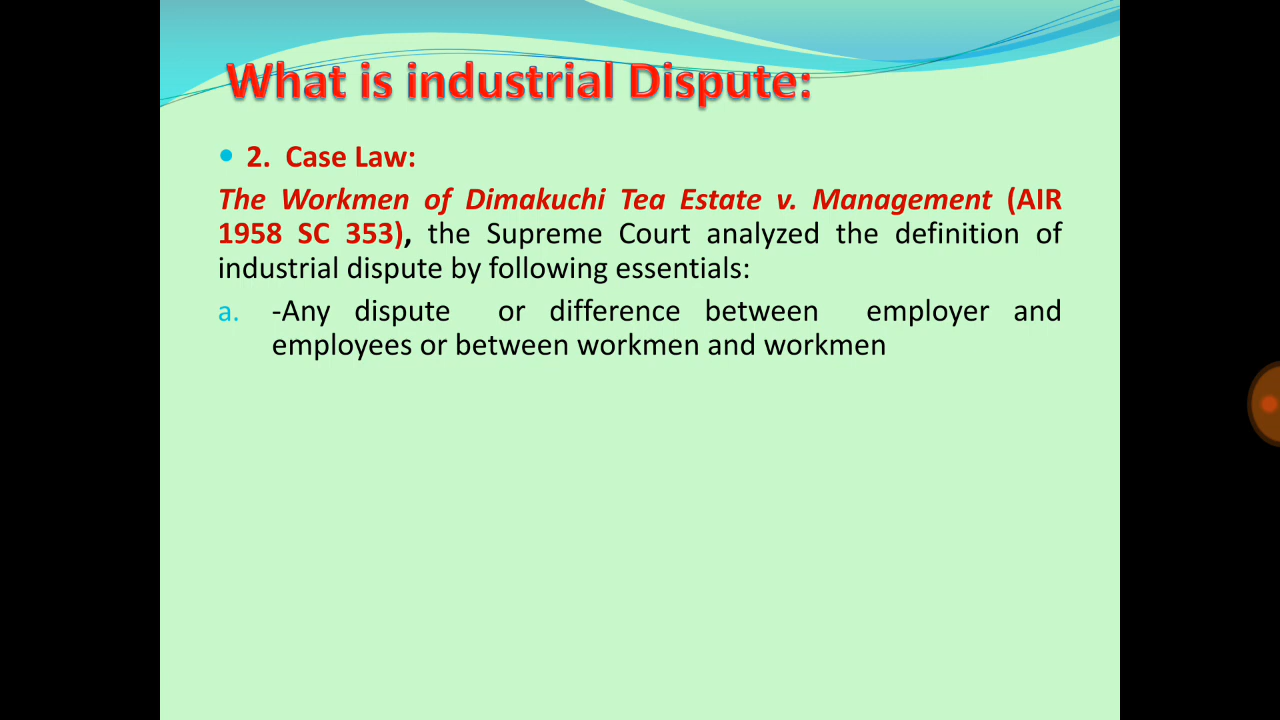 What is industrial Dispute:
2. Case Law:
The Workmen of Dimakuchi Tea Estate v. Management (AIR
1958 SC 353), the Supreme Court analyzed the definition of
industrial dispute by following essentials:
a. -Any dispute or difference between employer and
employees or between workmen and workmen